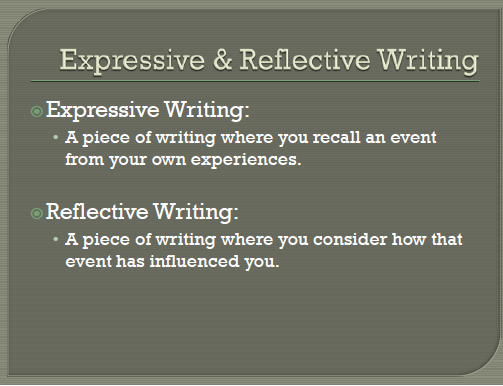 Expressive & Reflective Writing
Expressive Writing:
• A piece of writing where you recall an event
from your own experiences.
Reflective Writing:
• A piece of writing where you consider how that
event has influenced you.